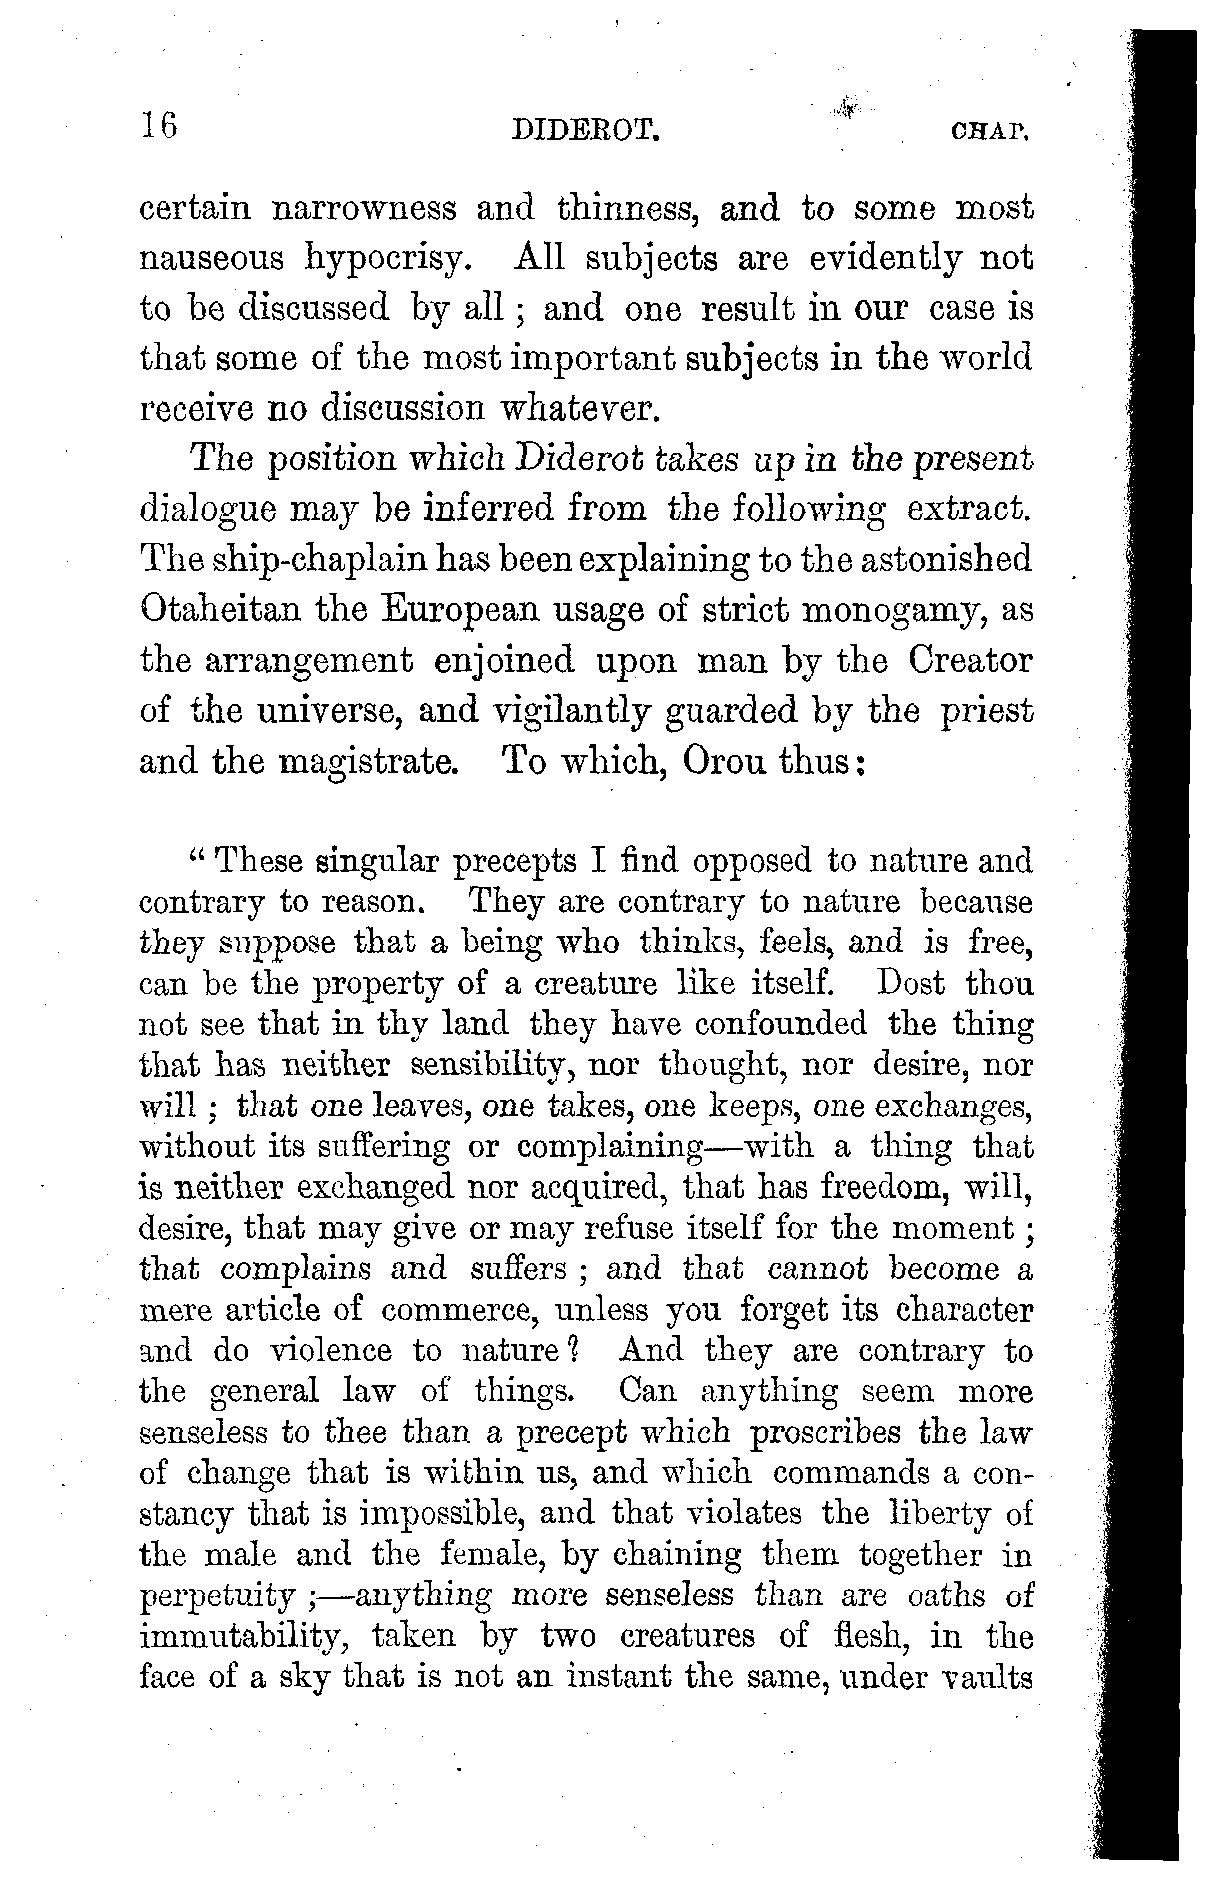 16 DIDEROT. CHAP.
certain narrowness and thinness, and to some most
nauseous hypocrisy. All subjects are evidently not
to be discussed by all ; and one result in our case is
that some of the most important subjects in the world
receive no discussion whatever.
The position which Diderot takes up in the present
dialogue may be inferred from the following extract.
The ship-chaplain has been explaining to the astonished
Otaheitan the European usage of strict monogamy, as
the arrangement enjoined upon man by the Creator
of the universe, and vigilantly guarded by the priest
and the magistrate. To which, Orou thus:
“ These singular precepts I find opposed to nature and
contrary to reason. They are contrary to nature because
they suppose that a being who thinks, feels, and is free,
can be the property of a creature like itself. Dost thou
not see that in thy land they have confounded the thing
that has neither sensibility, nor thought, nor desire, nor
will ; that one leaves, one takes, one keeps, one exchanges,
without its suffering or complaining—with a thing that
is neither exchanged nor acquired, that has freedom, will,
desire, that may give or may refuse itself for the moment ;
that complains and suffers ; and that cannot become a
mere article of commerce, unless you forget its character
and do violence to nature ? And they are contrary to
the general law of things. Can anything seem more
senseless to thee than a precept which proscribes the law
of change that is within us, and which commands a con-
stancy that is impossible, and that violates the liberty of
the male and the female, by chaining them together in
perpetuity ;—anything more senseless than are oaths of
immutability, taken by two creatures of flesh, in the
face of a sky that is not an instant the same, under vaults